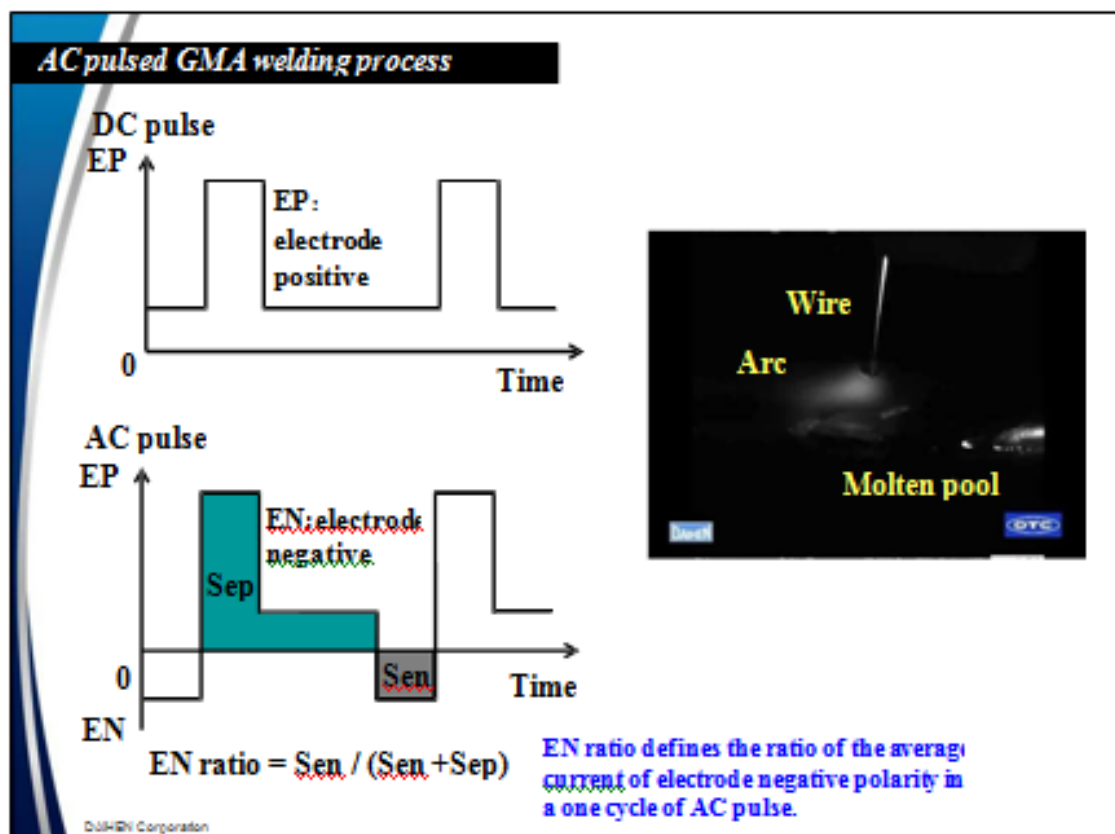 AC pulsed GMA welding process
DC pulse
EP
EP:
electrode
positive
0
Time
AC pulse
EP
EN:electrode
negative
Sep
Sen
0
Time
EN
EN ratio = Sen / (Sen +Sep)
Wire
Arc
Molten pool
DAIHEN
OTC
EN ratio defines the ratio of the average
current of electrode negative polarity in
a one cycle of AC pulse.
DAIHEN Corporation